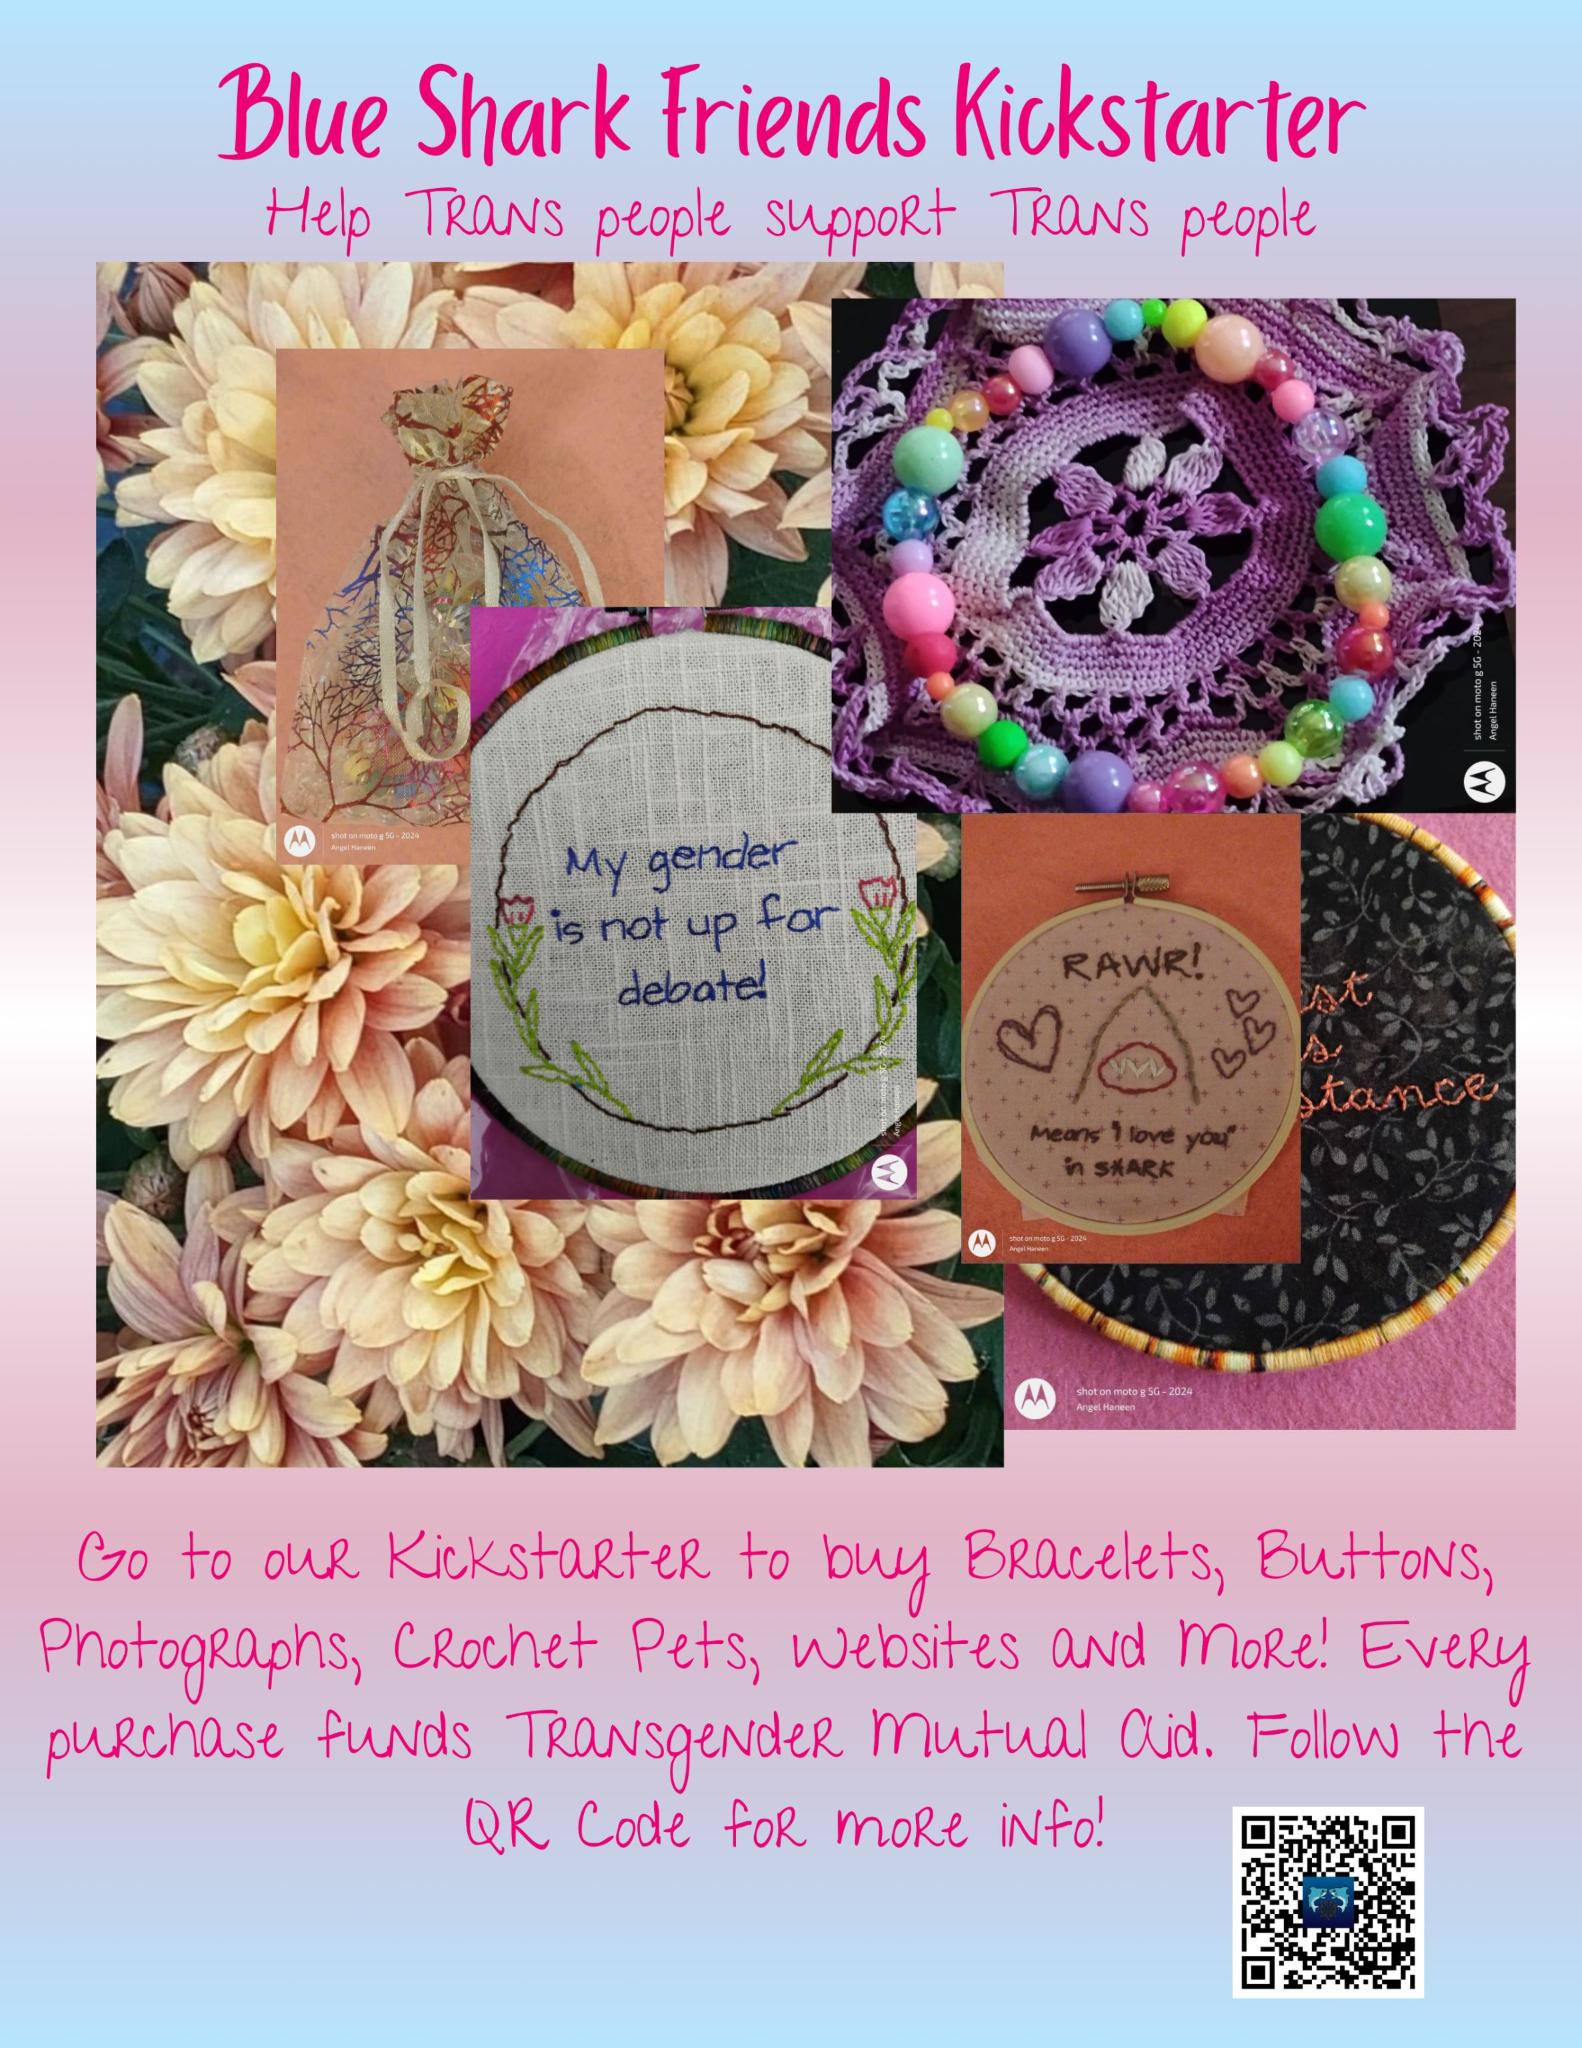 Blue Shark Friends Kickstarter
Help Trans people support Trans people
shot on moto g 5G - 2024
Angel Haneen
My gender
is not up for
debate!
shot on moto g 5G - 2024
Angel Haneen
RAWR!
Means "I love you"
in SHARK
shot on moto g 5G - 2024
Angel Haneen
st
s
stance
shot on moto g 5G - 2024
Angel Haneen
Go to our Kickstarter to buy Bracelets, Buttons,
Photographs, Crochet Pets, Websites and More! Every
purchase funds Transgender Mutual Aid. Follow the
QR Code for more info!